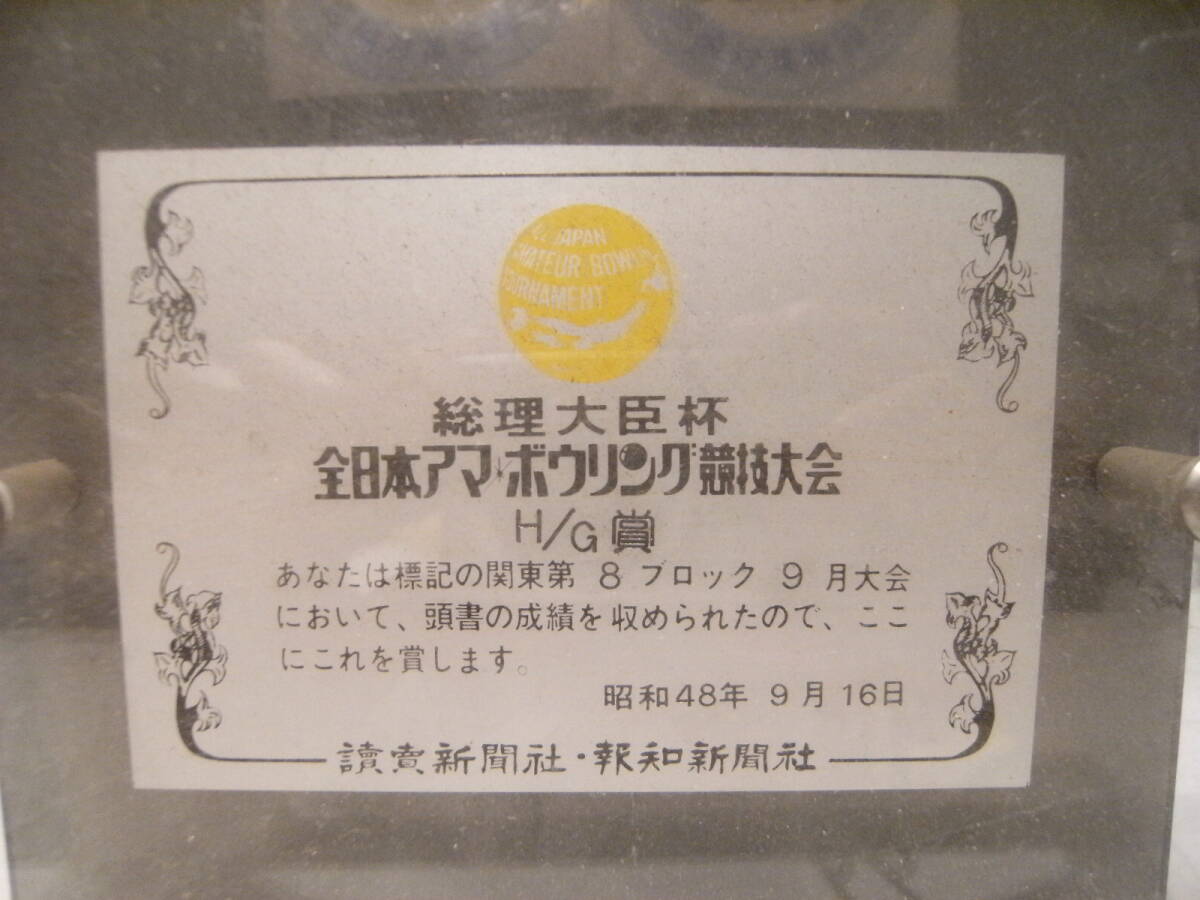 ALL JAPAN
AMATEUR BOWLING
TOURNAMENT
総理大臣杯
全日本アマ・ボウリング競技大会
H/G賞
あなたは標記の関東第 8 ブロック 9 月大会
において、頭書の成績を収められたので、ここ
にこれを賞します。
昭和48年 9月16日
讀賣新聞社・報知新聞社